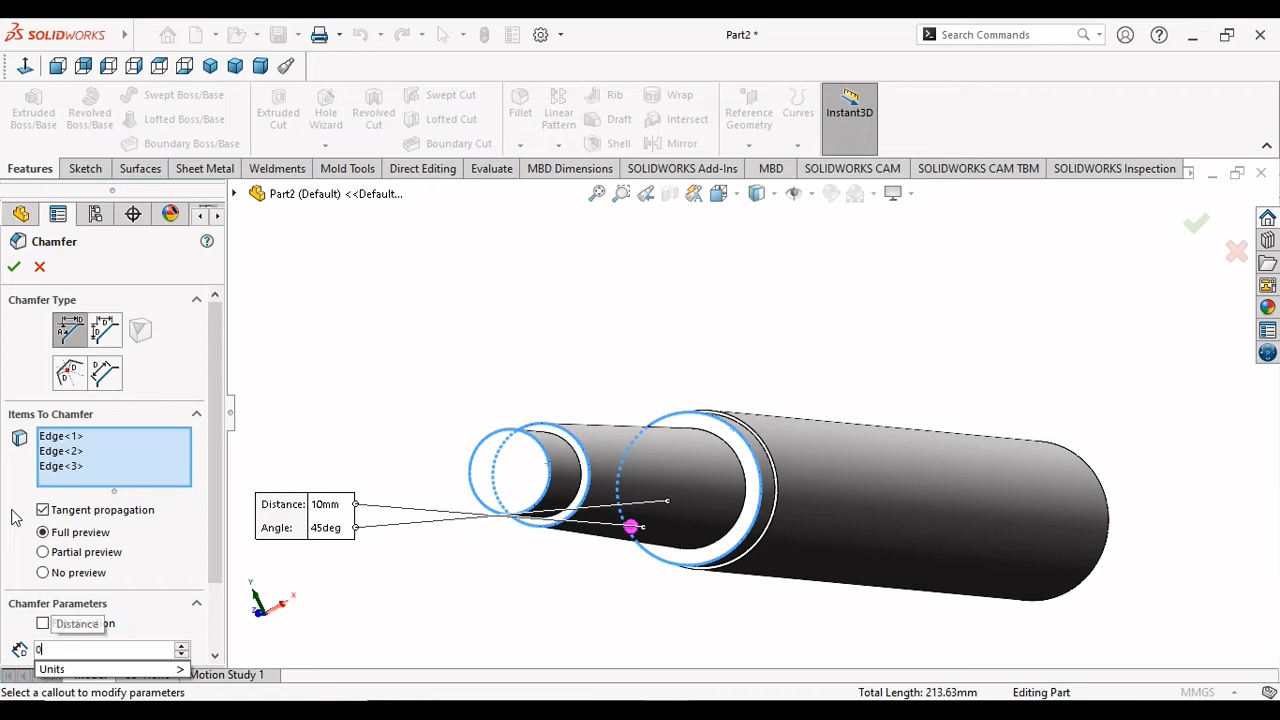 SOLIDWORKS
Part2 *
Search Commands
Extruded Boss/Base
Revolved Boss/Base
Swept Boss/Base
Lofted Boss/Base
Boundary Boss/Base
Extruded Cut
Hole Wizard
Revolved Cut
Swept Cut
Lofted Cut
Boundary Cut
Fillet
Linear Pattern
Rib
Draft
Shell
Wrap
Intersect
Mirror
Reference Geometry
Curves
Instant3D
Features
Sketch
Surfaces
Sheet Metal
Weldments
Mold Tools
Direct Editing
Evaluate
MBD Dimensions
SOLIDWORKS Add-Ins
MBD
SOLIDWORKS CAM
SOLIDWORKS CAM TBM
SOLIDWORKS Inspection
Part2 (Default) <<Default...
Chamfer
Chamfer Type
Items To Chamfer
Edge<1>
Edge<2>
Edge<3>
Tangent propagation
Full preview
Partial preview
No preview
Chamfer Parameters
Distance
0
Units >
Distance: 10mm
Angle: 45deg
Y
X
Z
Motion Study 1
Select a callout to modify parameters
Total Length: 213.63mm
Editing Part
MMGS